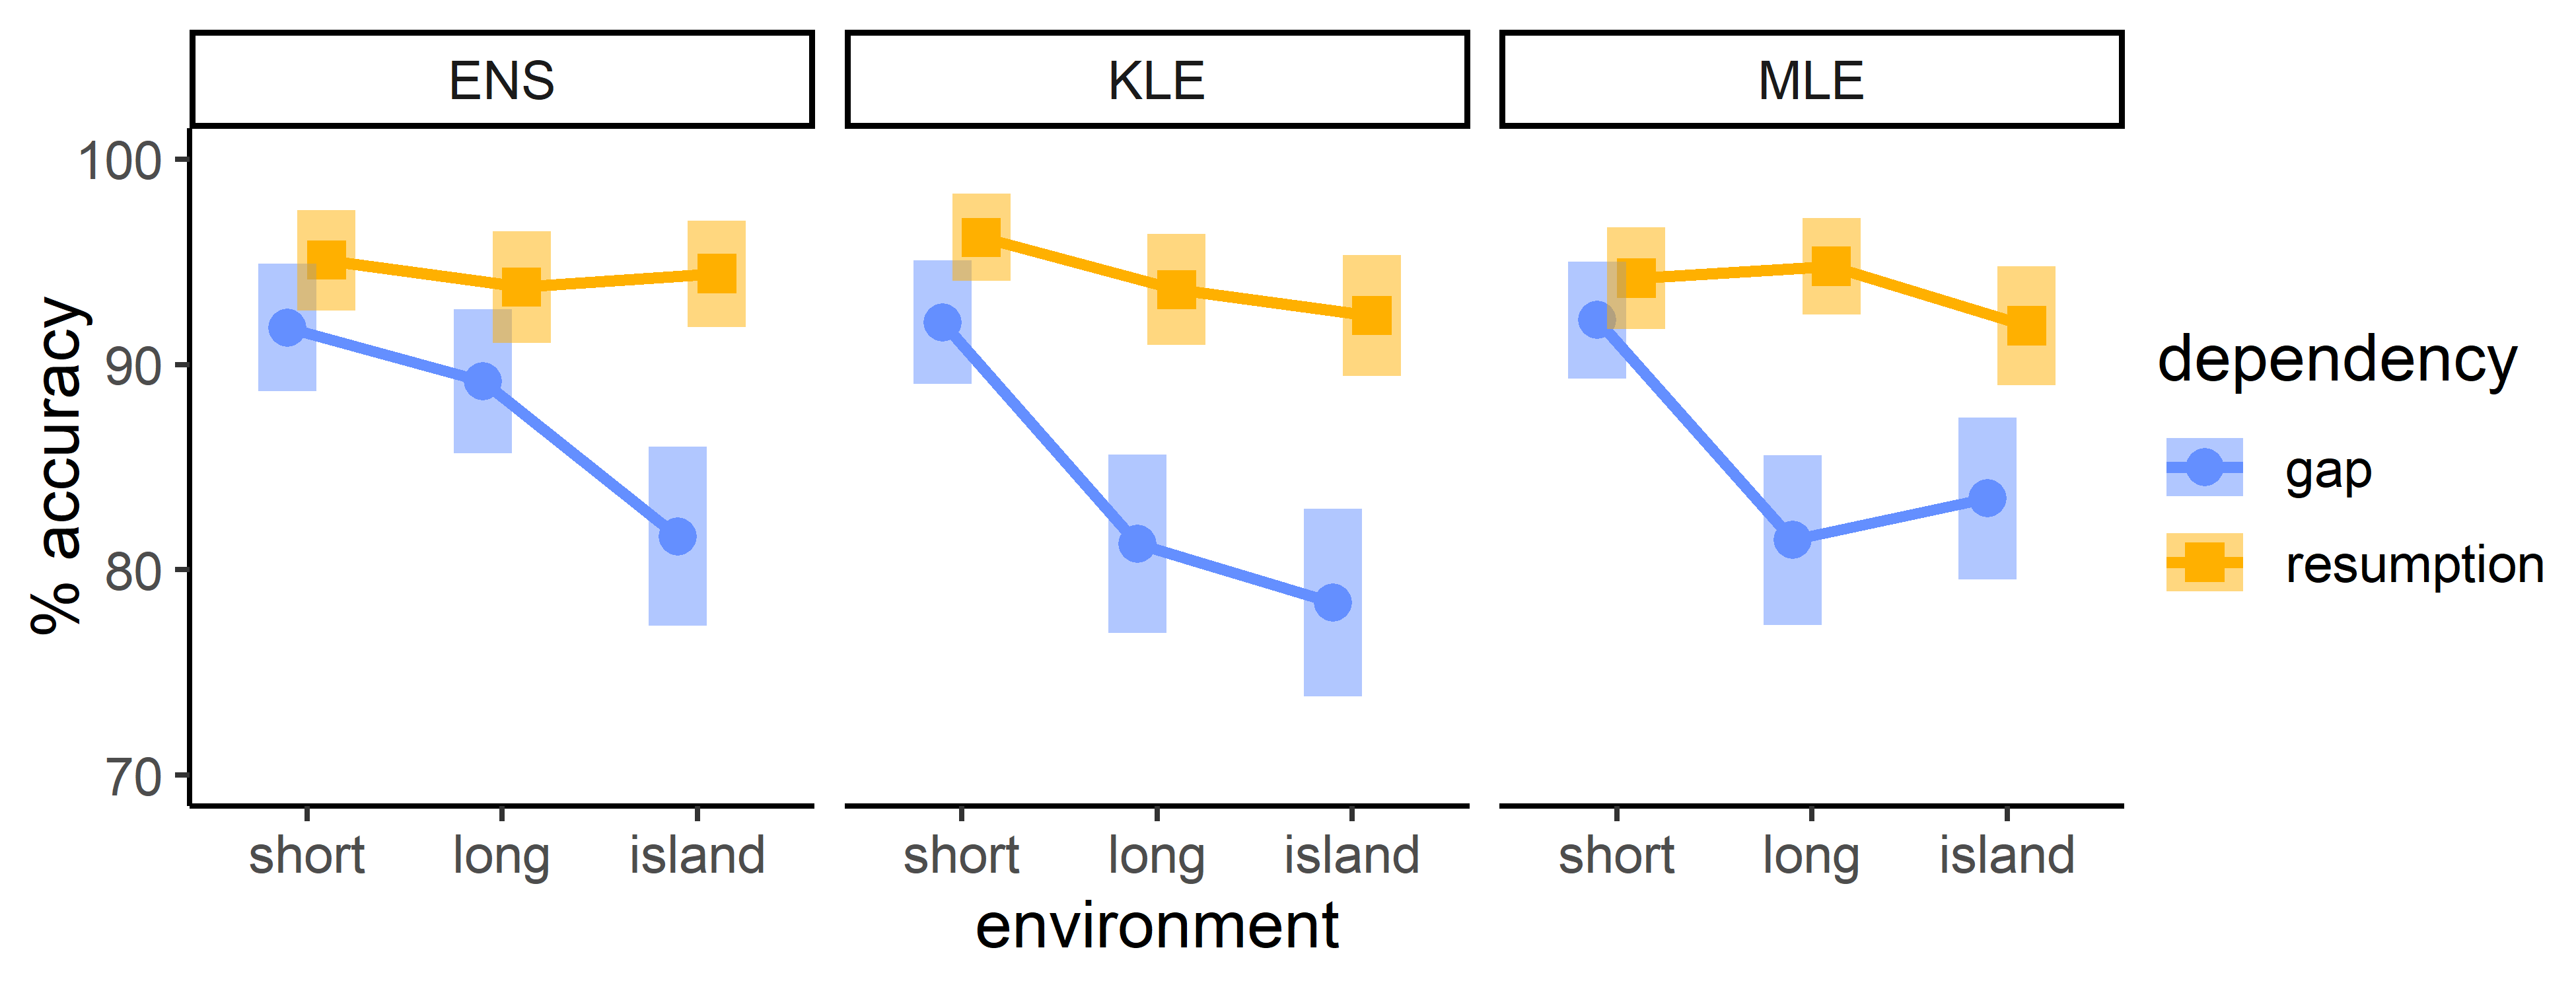 ENS
KLE
MLE
100
90
80
70
% accuracy
short long island
short long island
short long island
environment
dependency
gap
resumption